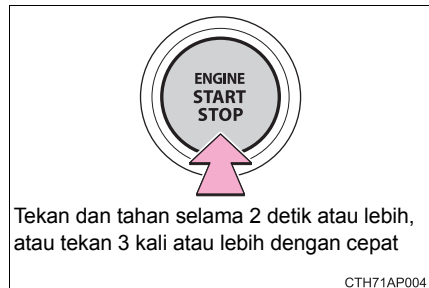 ENGINE
START
STOP
Tekan dan tahan selama 2 detik atau lebih,
atau tekan 3 kali atau lebih dengan cepat
CTH71AP004